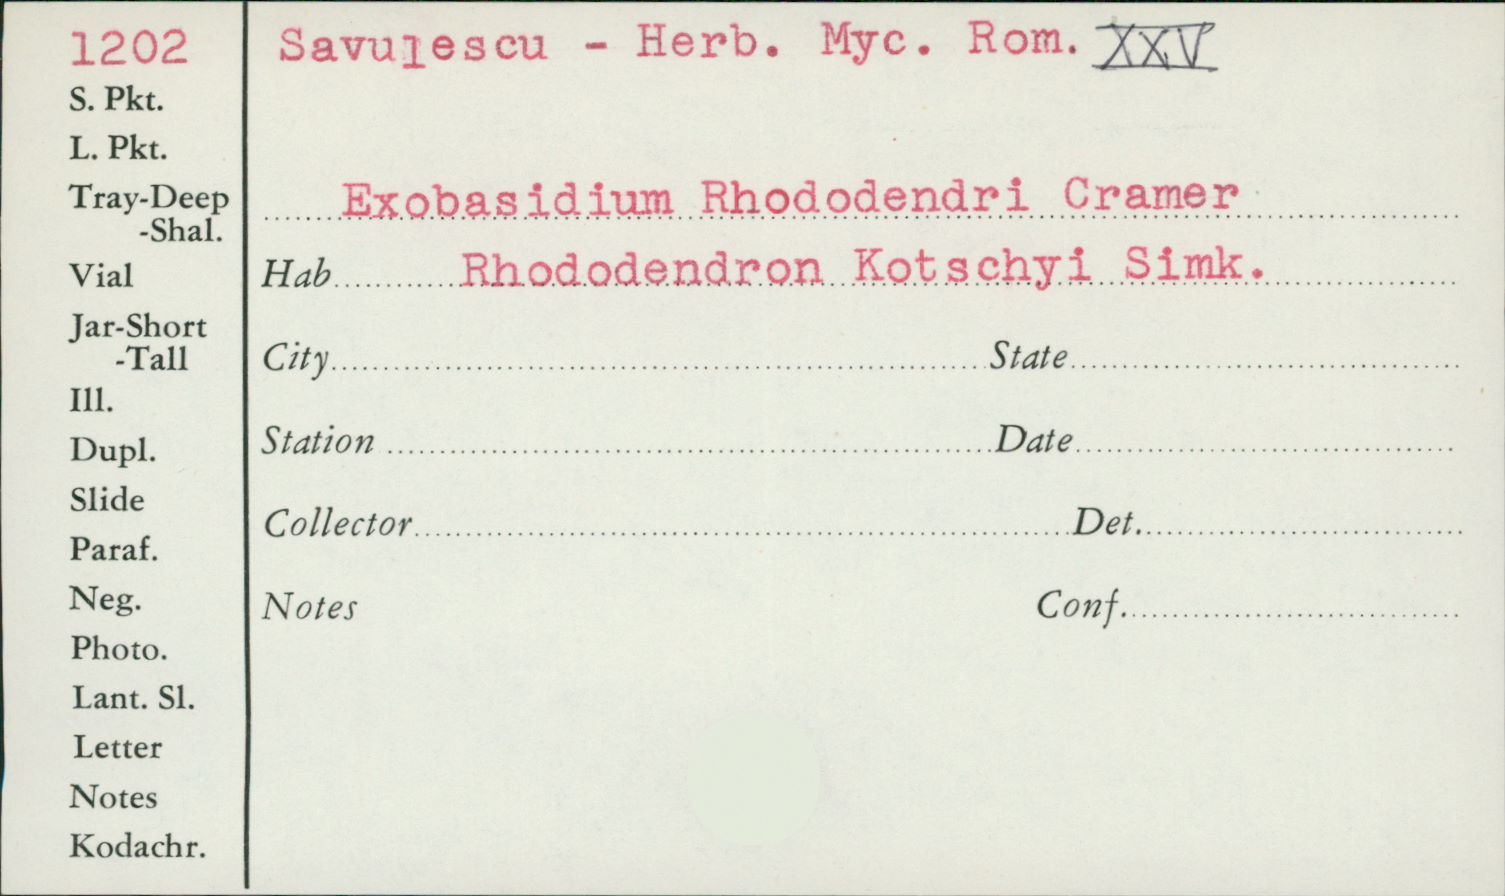 1202
Savulescu - Herb. Myc. Rom. XXV
S. Pkt.
L. Pkt.
Tray-Deep
-Shal.
Exobasidium Rhododendri Cramer
Vial
Hab Rhododendron Kotschyi Simk.
Jar-Short
-Tall
City State
Ill.
Dupl.
Station Date
Slide
Collector Det.
Paraf.
Neg.
Notes Conf.
Photo.
Lant. Sl.
Letter
Notes
Kodachr.